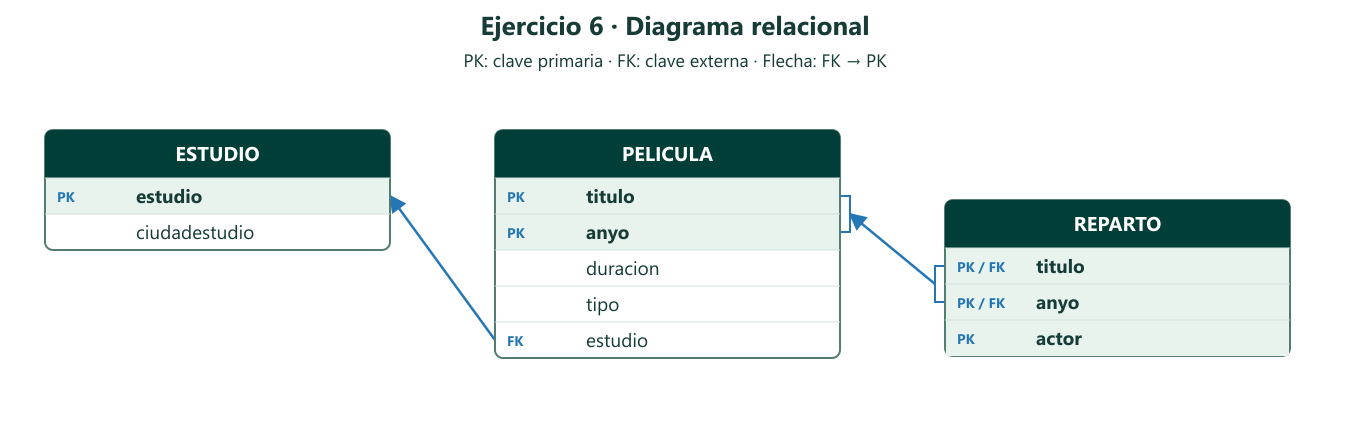 Ejercicio 6 · Diagrama relacional
PK: clave primaria · FK: clave externa · Flecha: FK → PK
ESTUDIO
PK estudio
ciudadestudio
PELICULA
PK titulo
PK anyo
duracion
tipo
FK estudio
REPARTO
PK / FK titulo
PK / FK anyo
PK actor